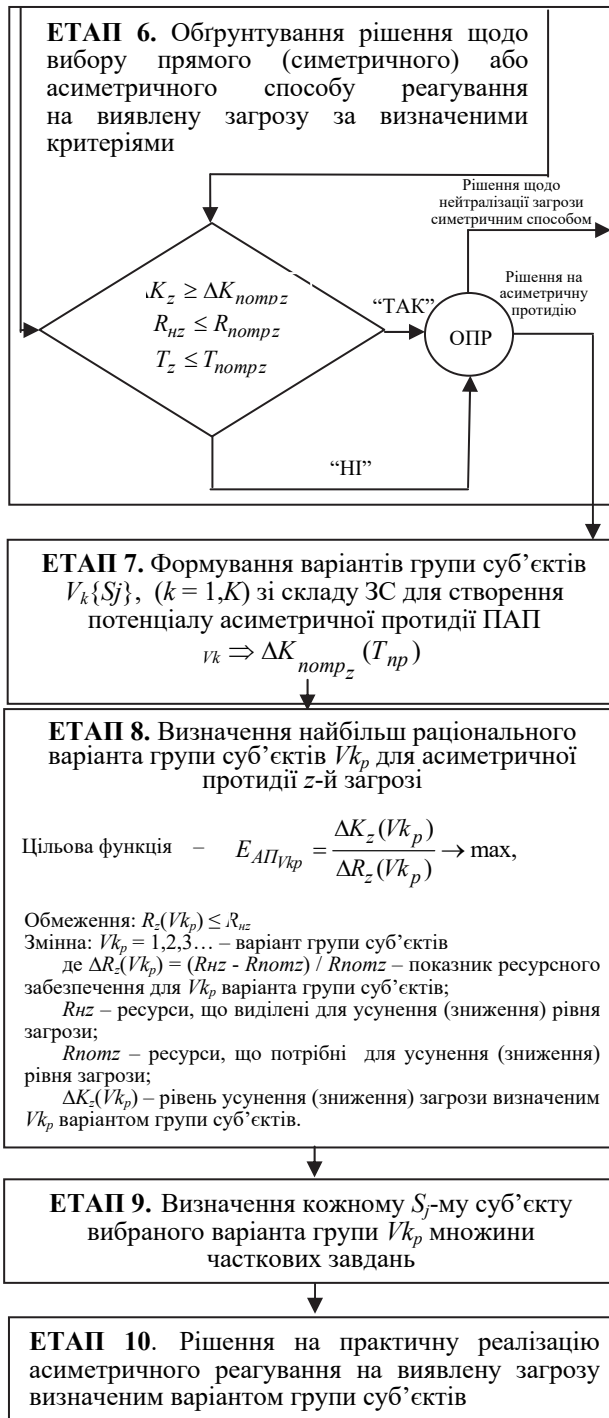 ЕТАП 6. Обґрунтування рішення щодо
вибору прямого (симетричного) або
асиметричного способу реагування
на виявлену загрозу за визначеними
критеріями
Рішення щодо
нейтралізації загрози
симетричним способом
K_z ≥ ΔK_потрz
R_нz ≤ R_потрz
T_z ≤ T_потрz
“ТАК”
ОПР
Рішення на
асиметричну
протидію
“НІ”
ЕТАП 7. Формування варіантів групи суб’єктів
V_k{Sj}, (k = 1,K) зі складу ЗС для створення
потенціалу асиметричної протидії ПАП
Vk ⇒ ΔK_потр_z (T_пр)
ЕТАП 8. Визначення найбільш раціонального
варіанта групи суб’єктів Vk_p для асиметричної
протидії z-й загрозі
Цільова функція – E_АП_Vkp = ΔK_z(Vk_p) / ΔR_z(Vk_p) → max,
Обмеження: R_z(Vk_p) ≤ R_нz
Змінна: Vk_p = 1,2,3… – варіант групи суб’єктів
де ΔR_z(Vk_p) = (Rнz - Rпотz) / Rпотz – показник ресурсного
забезпечення для Vk_p варіанта групи суб’єктів;
Rнz – ресурси, що виділені для усунення (зниження) рівня
загрози;
Rпотz – ресурси, що потрібні для усунення (зниження)
рівня загрози;
ΔK_z(Vk_p) – рівень усунення (зниження) загрози визначеним
Vk_p варіантом групи суб’єктів.
ЕТАП 9. Визначення кожному S_j-му суб’єкту
вибраного варіанта групи Vk_p множини
часткових завдань
ЕТАП 10. Рішення на практичну реалізацію
асиметричного реагування на виявлену загрозу
визначеним варіантом групи суб’єктів